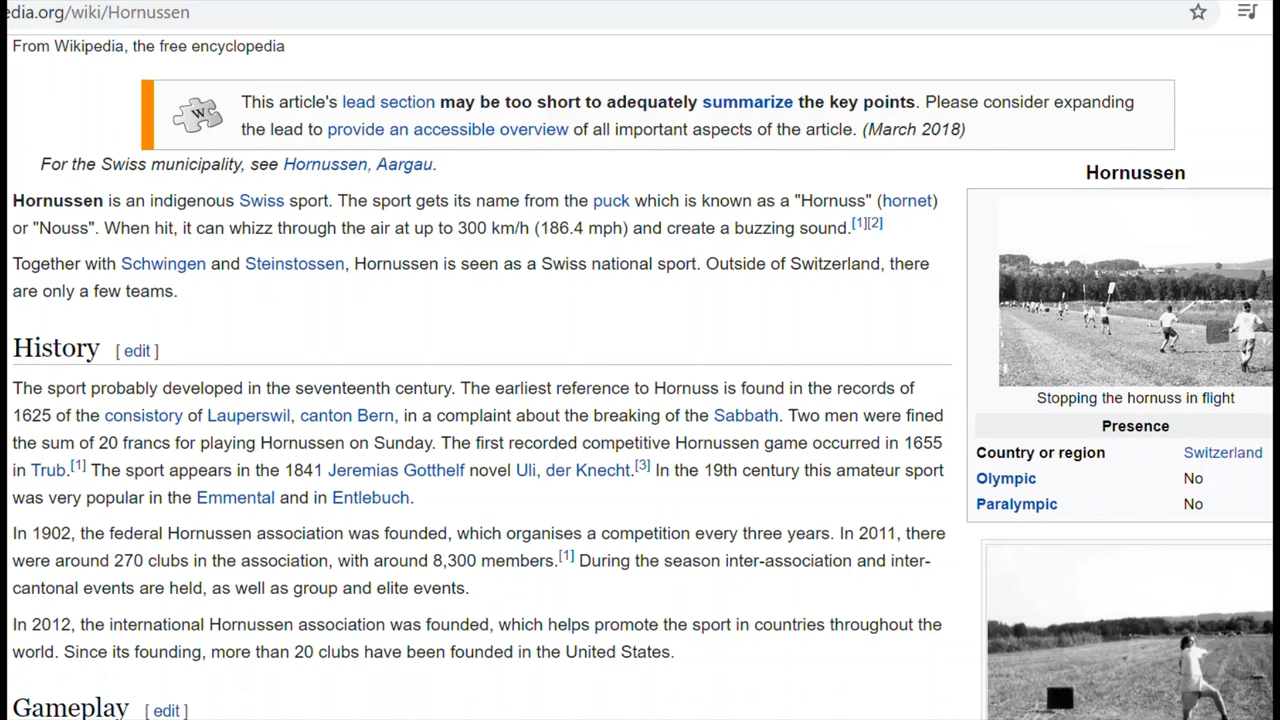 edia.org/wiki/Hornussen
From Wikipedia, the free encyclopedia
This article's lead section may be too short to adequately summarize the key points. Please consider expanding
the lead to provide an accessible overview of all important aspects of the article. (March 2018)
W
For the Swiss municipality, see Hornussen, Aargau.
Hornussen is an indigenous Swiss sport. The sport gets its name from the puck which is known as a "Hornuss" (hornet)
or "Nouss". When hit, it can whizz through the air at up to 300 km/h (186.4 mph) and create a buzzing sound.[1][2]
Together with Schwingen and Steinstossen, Hornussen is seen as a Swiss national sport. Outside of Switzerland, there
are only a few teams.
History [ edit ]
The sport probably developed in the seventeenth century. The earliest reference to Hornuss is found in the records of
1625 of the consistory of Lauperswil, canton Bern, in a complaint about the breaking of the Sabbath. Two men were fined
the sum of 20 francs for playing Hornussen on Sunday. The first recorded competitive Hornussen game occurred in 1655
in Trub.[1] The sport appears in the 1841 Jeremias Gotthelf novel Uli, der Knecht.[3] In the 19th century this amateur sport
was very popular in the Emmental and in Entlebuch.
In 1902, the federal Hornussen association was founded, which organises a competition every three years. In 2011, there
were around 270 clubs in the association, with around 8,300 members.[1] During the season inter-association and inter-
cantonal events are held, as well as group and elite events.
In 2012, the international Hornussen association was founded, which helps promote the sport in countries throughout the
world. Since its founding, more than 20 clubs have been founded in the United States.
Gameplay [ edit ]
Hornussen
Stopping the hornuss in flight
Presence
Country or region Switzerland
Olympic No
Paralympic No